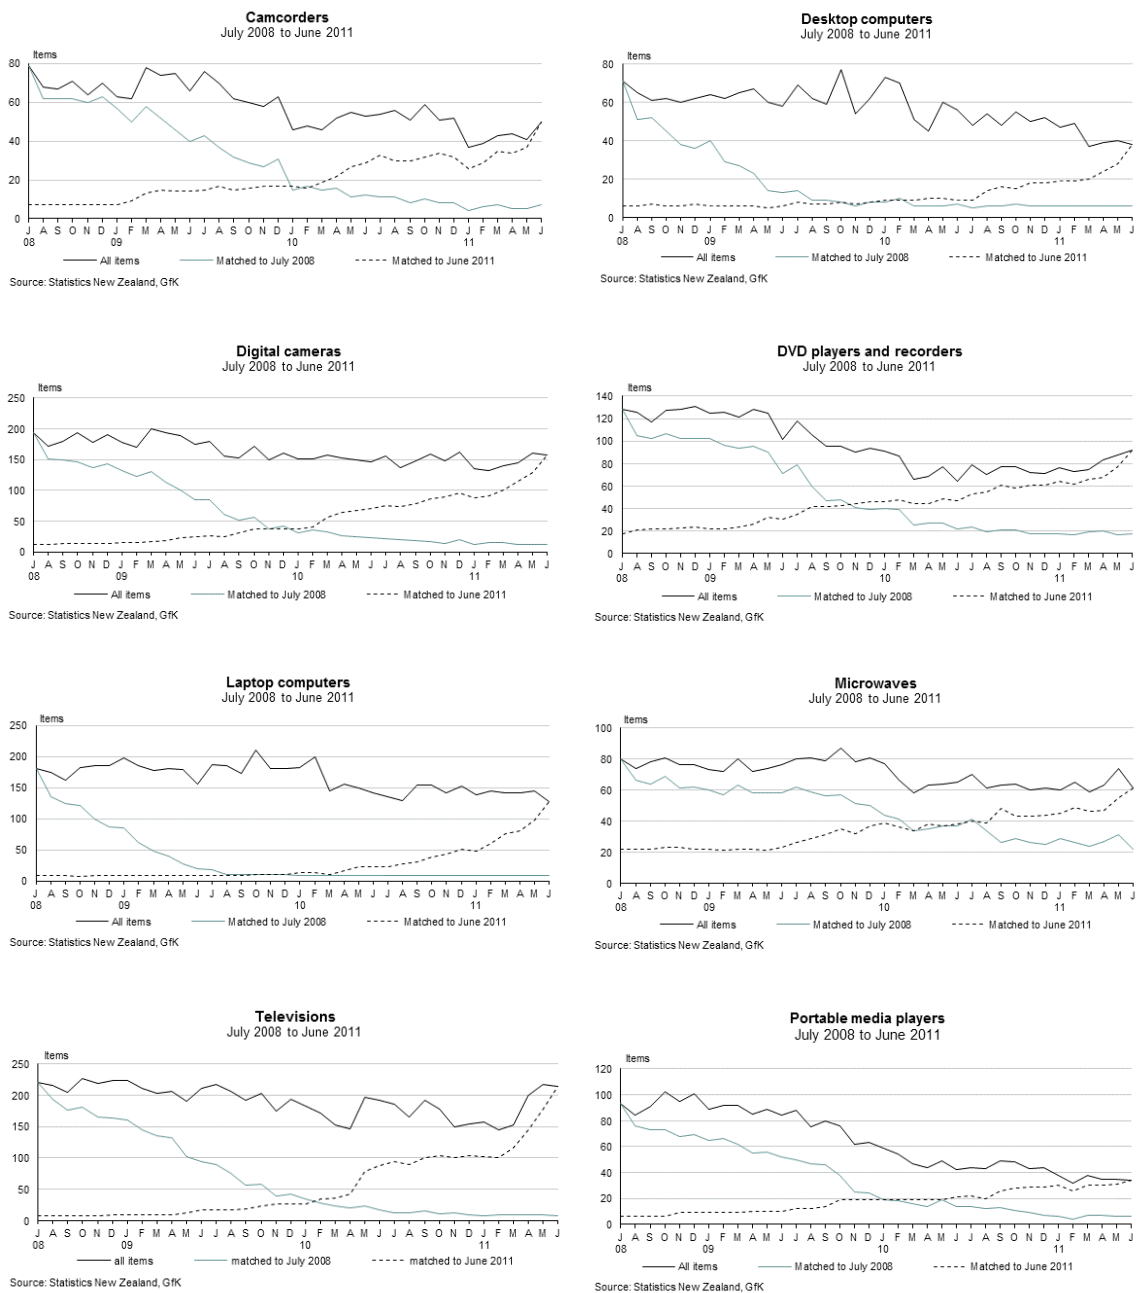 Camcorders
July 2008 to June 2011
Items
80
60
40
20
0
J A S O N D J F M A M J J A S O N D J F M A M J J A S O N D J F M A M J
08 09 10 11
All items Matched to July 2008 Matched to June 2011
Source: Statistics New Zealand, GfK
Desktop computers
July 2008 to June 2011
Items
80
60
40
20
0
J A S O N D J F M A M J J A S O N D J F M A M J J A S O N D J F M A M J
08 09 10 11
All items Matched to July 2008 Matched to June 2011
Source: Statistics New Zealand, GfK
Digital cameras
July 2008 to June 2011
Items
250
200
150
100
50
0
J A S O N D J F M A M J J A S O N D J F M A M J J A S O N D J F M A M J
08 09 10 11
All items Matched to July 2008 Matched to June 2011
Source: Statistics New Zealand, GfK
DVD players and recorders
July 2008 to June 2011
Items
140
120
100
80
60
40
20
0
J A S O N D J F M A M J J A S O N D J F M A M J J A S O N D J F M A M J
08 09 10 11
All items Matched to July 2008 Matched to June 2011
Source: Statistics New Zealand, GfK
Laptop computers
July 2008 to June 2011
Items
250
200
150
100
50
0
J A S O N D J F M A M J J A S O N D J F M A M J J A S O N D J F M A M J
08 09 10 11
All items Matched to July 2008 Matched to June 2011
Source: Statistics New Zealand, GfK
Microwaves
July 2008 to June 2011
Items
100
80
60
40
20
0
J A S O N D J F M A M J J A S O N D J F M A M J J A S O N D J F M A M J
08 09 10 11
All items Matched to July 2008 Matched to June 2011
Source: Statistics New Zealand, GfK
Televisions
July 2008 to June 2011
Items
250
200
150
100
50
0
J A S O N D J F M A M J J A S O N D J F M A M J J A S O N D J F M A M J
08 09 10 11
all items matched to July 2008 matched to June 2011
Source: Statistics New Zealand, GfK
Portable media players
July 2008 to June 2011
Items
120
100
80
60
40
20
0
J A S O N D J F M A M J J A S O N D J F M A M J J A S O N D J F M A M J
08 09 10 11
All items Matched to July 2008 Matched to June 2011
Source: Statistics New Zealand, GfK